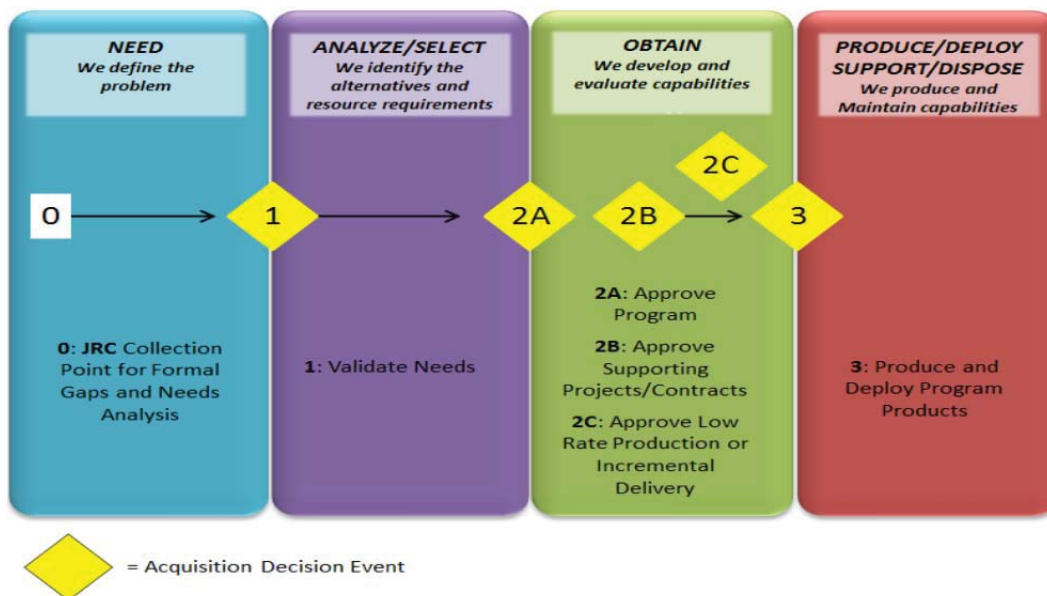 NEED
We define the
problem
ANALYZE/SELECT
We identify the
alternatives and
resource requirements
OBTAIN
We develop and
evaluate capabilities
PRODUCE/DEPLOY
SUPPORT/DISPOSE
We produce and
Maintain capabilities
0
1
2A
2B
2C
3
0: JRC Collection
Point for Formal
Gaps and Needs
Analysis
1: Validate Needs
2A: Approve
Program
2B: Approve
Supporting
Projects/Contracts
2C: Approve Low
Rate Production or
Incremental
Delivery
3: Produce and
Deploy Program
Products
= Acquisition Decision Event